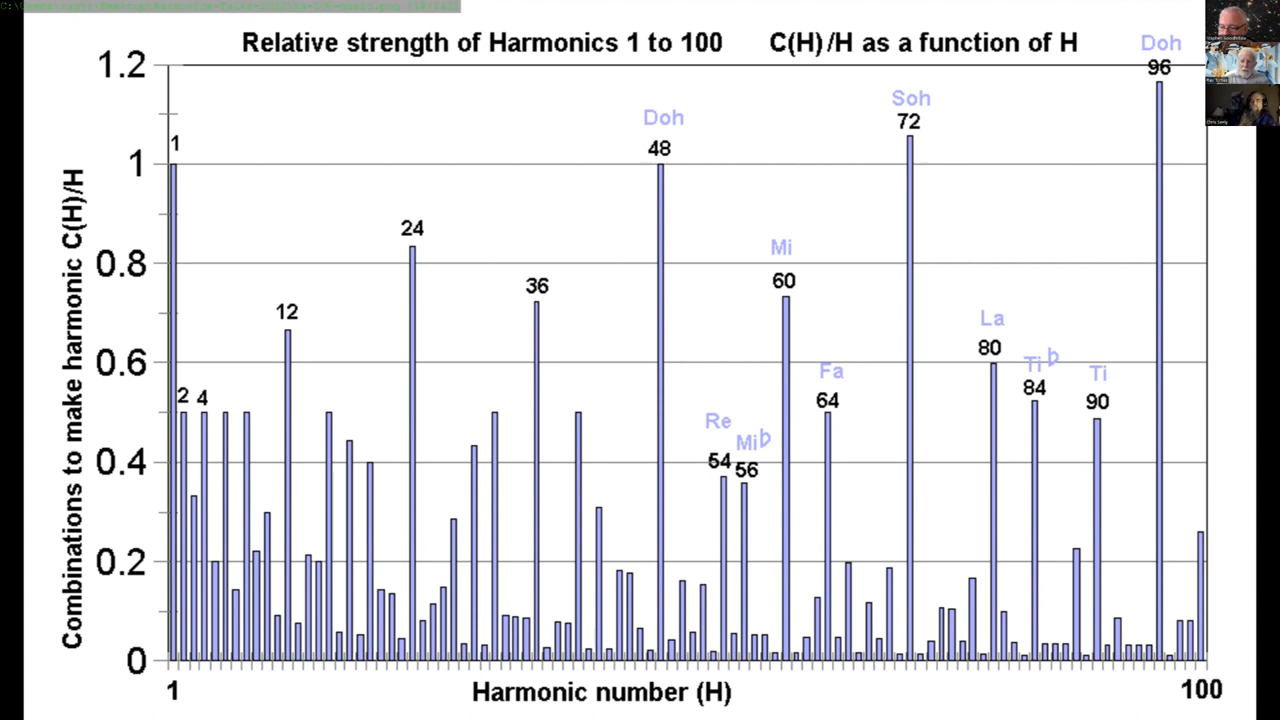 Relative strength of Harmonics 1 to 100 C(H)/H as a function of H
Combinations to make harmonic C(H)/H
1.2
1
0.8
0.6
0.4
0.2
0
1
2
4
12
24
36
Doh
48
Re
54
Mi b
56
Mi
60
Fa
64
Soh
72
La
80
Ti b
84
Ti
90
Doh
96
1
Harmonic number (H)
100